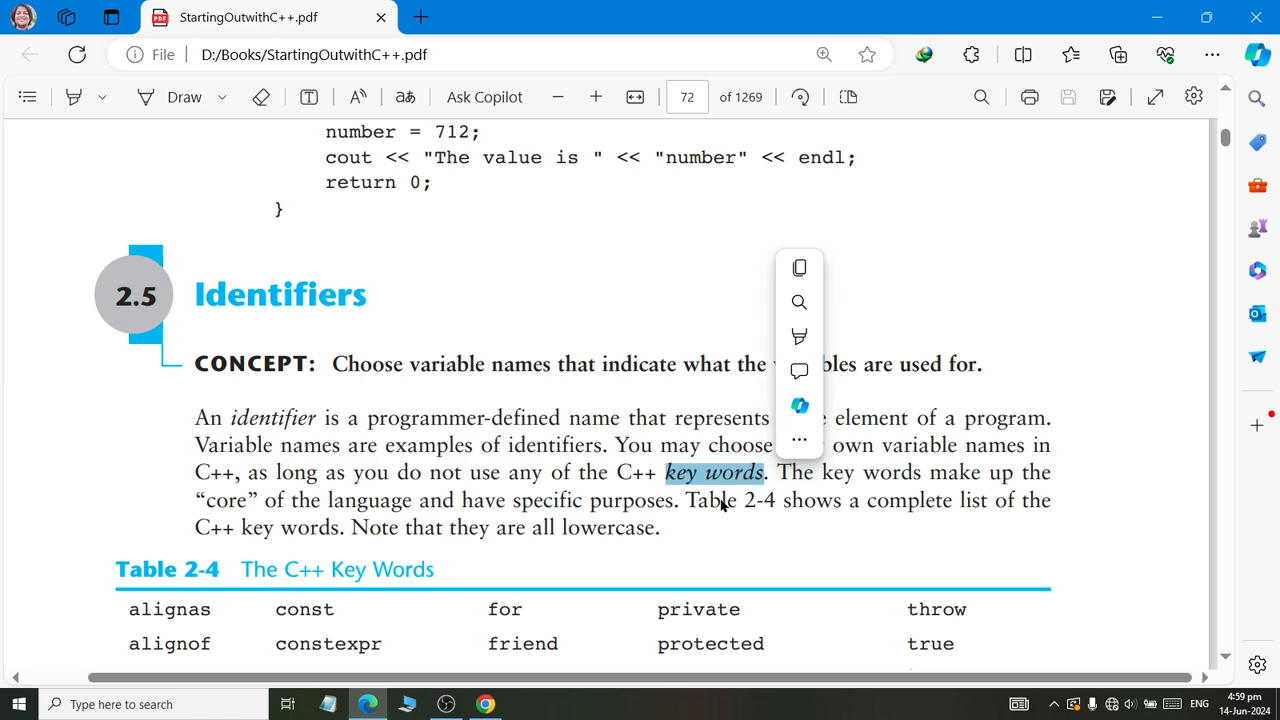 StartingOutwithC++.pdf
File
D:/Books/StartingOutwithC++.pdf
Draw
Ask Copilot
72
of 1269
number = 712;
cout << "The value is " << "number" << endl;
return 0;
}
2.5 Identifiers
CONCEPT: Choose variable names that indicate what the bles are used for.
An identifier is a programmer-defined name that represents element of a program.
Variable names are examples of identifiers. You may choose own variable names in
C++, as long as you do not use any of the C++ key words. The key words make up the
“core” of the language and have specific purposes. Table 2-4 shows a complete list of the
C++ key words. Note that they are all lowercase.
Table 2-4 The C++ Key Words
alignas const for private throw
alignof constexpr friend protected true
Type here to search
ENG
4:59 pm
14-Jun-2024